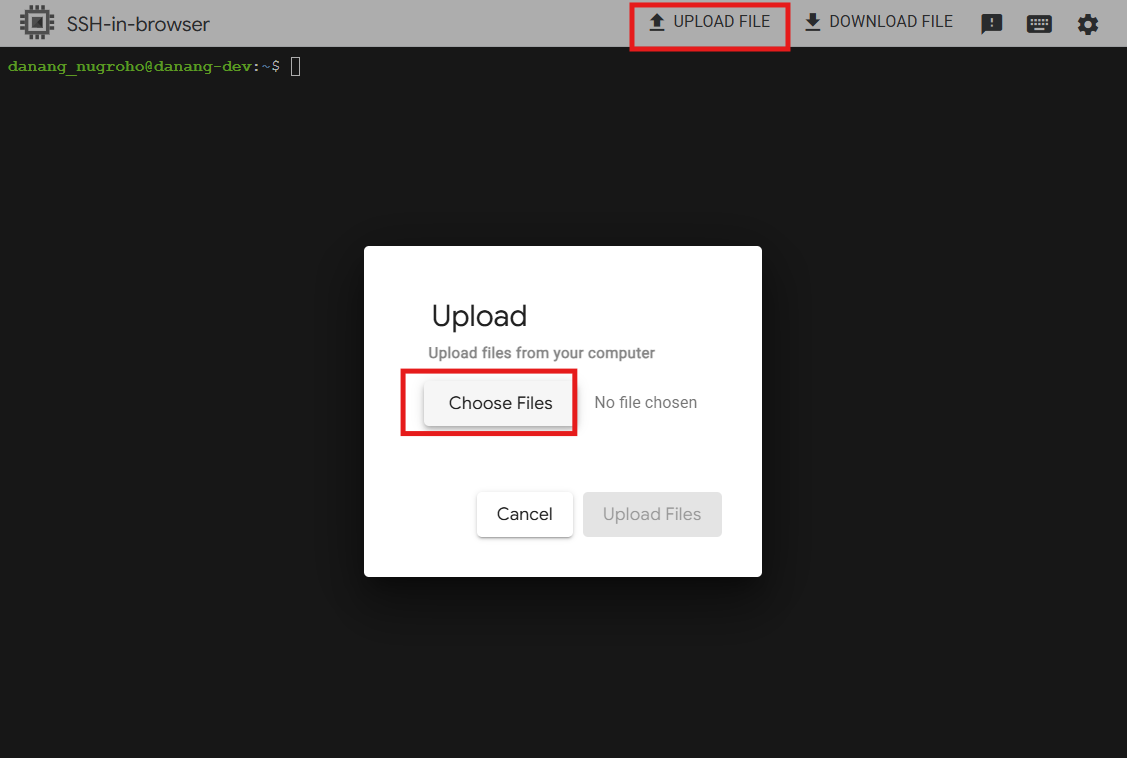 SSH-in-browser
UPLOAD FILE
DOWNLOAD FILE
danang_nugroho@danang-dev:~$
Upload
Upload files from your computer
Choose Files
No file chosen
Cancel
Upload Files